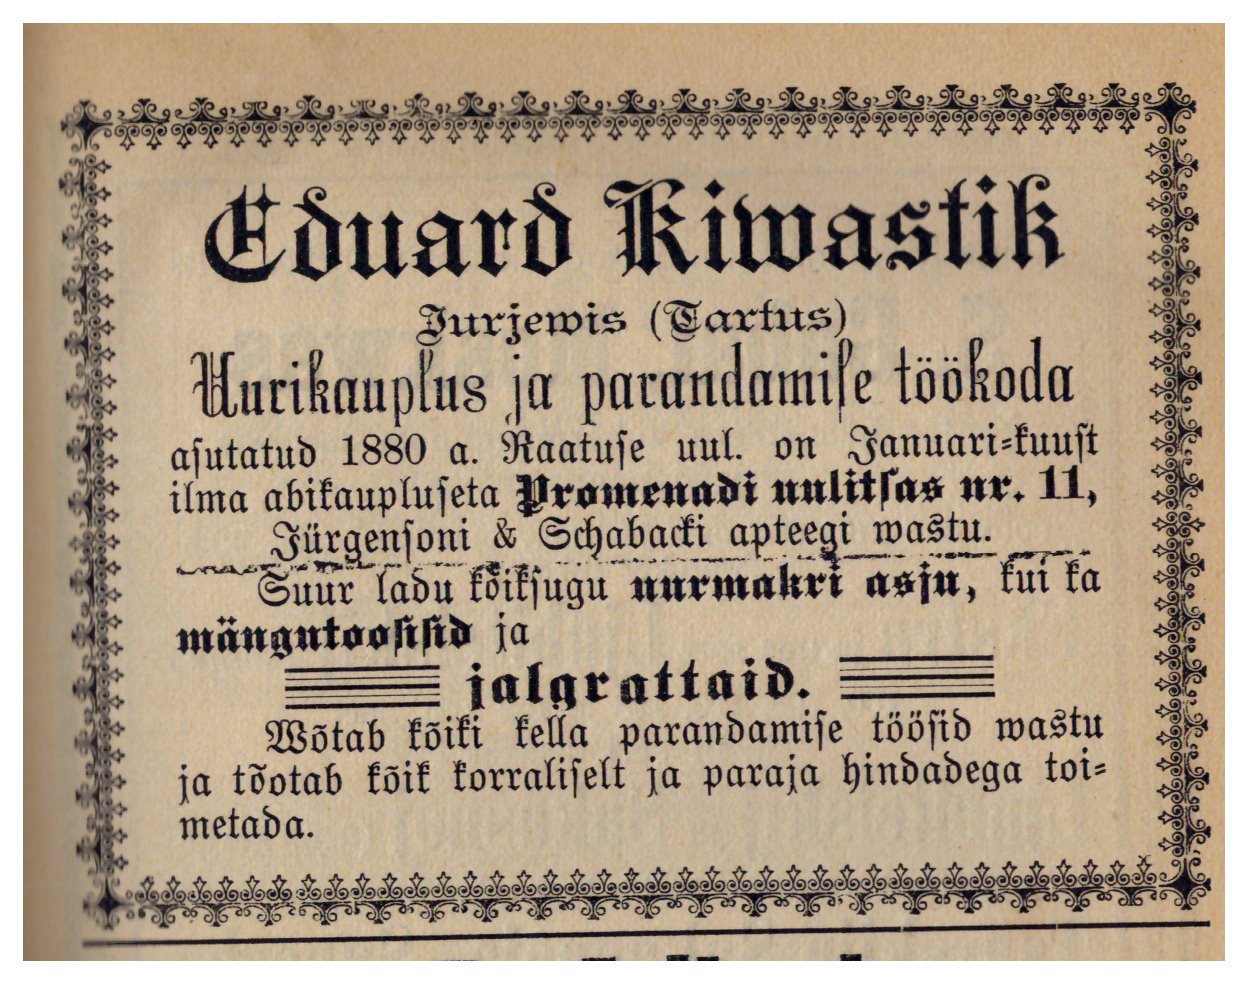 Eduard Kiwastik
Jurjewis (Tartus)
Uurikauplus ja parandamise töökoda
asutatud 1880 a. Raatuse uul. on Januari-kuust
ilma abikaupluseta Promenadi uulitsas nr. 11,
Jürgensoni & Schabacki apteegi wastu.
Suur ladu kõiksugu uurmakri asju, kui ka
mängutoosisid ja
jalgrattaid.
Wõtab kõiki kella parandamise töösid wastu
ja tõotab kõik korraliselt ja paraja hindadega toi-
metada.